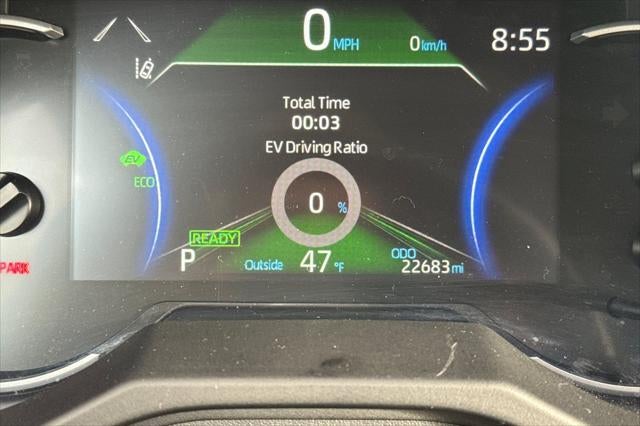 0 MPH 0 km/h 8:55
Total Time
00:03
EV Driving Ratio
EV
ECO
0 %
READY
P Outside 47 °F ODO 22683 mi
PARK